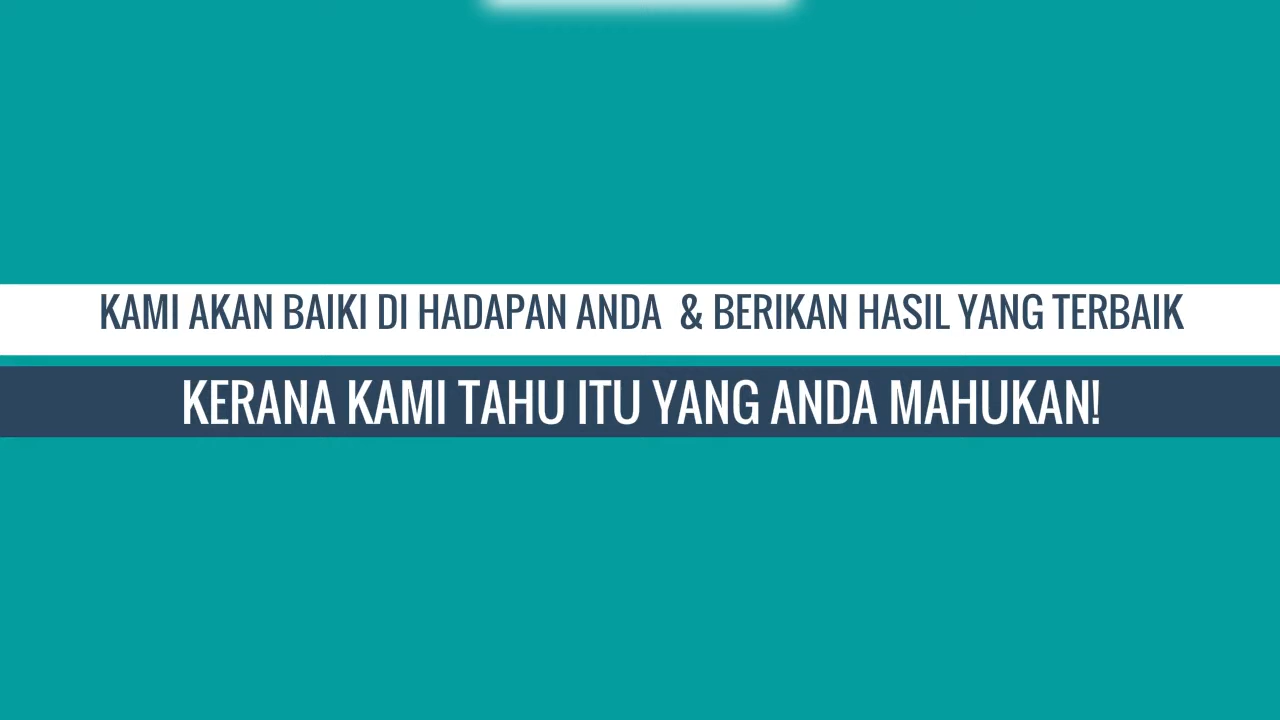 KAMI AKAN BAIKI DI HADAPAN ANDA & BERIKAN HASIL YANG TERBAIK
KERANA KAMI TAHU ITU YANG ANDA MAHUKAN!